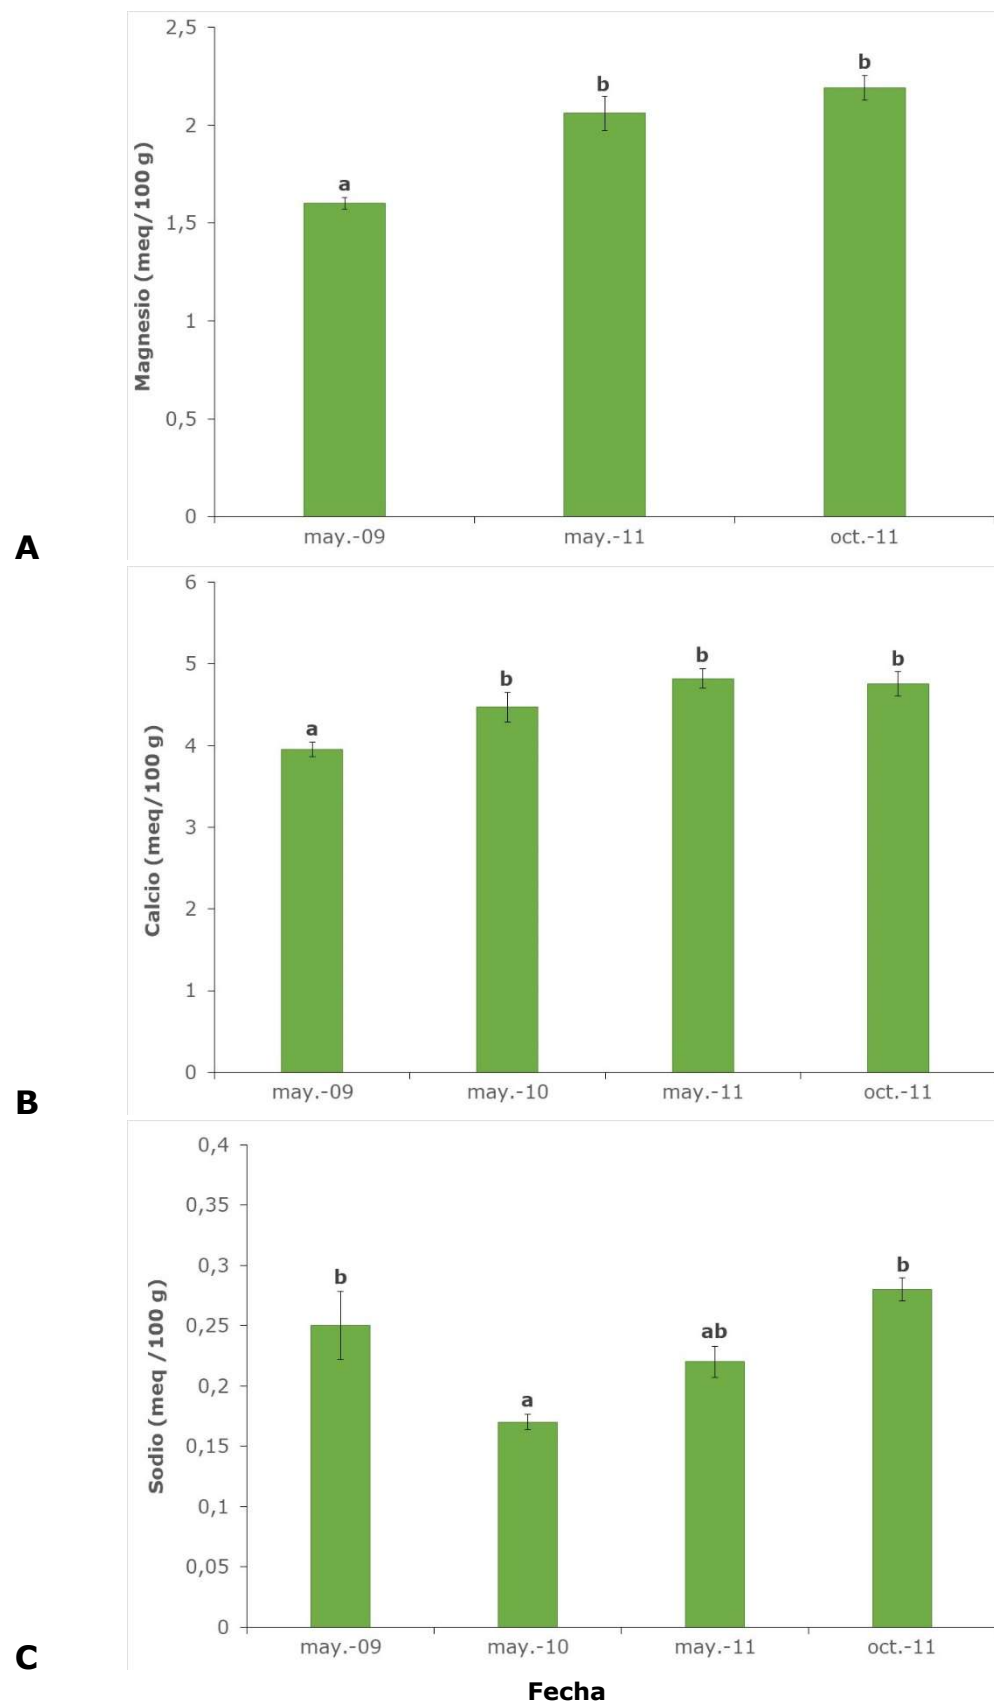 2,5
b
b
2
a
1,5
Magnesio (meq/100 g)
1
0,5
0
may.-09 may.-11 oct.-11
A
6
5
b
b
b
a
4
Calcio (meq/100 g)
3
2
1
0
may.-09 may.-10 may.-11 oct.-11
B
0,4
0,35
0,3
b
b
0,25
ab
0,2
a
Sodio (meq /100 g)
0,15
0,1
0,05
0
may.-09 may.-10 may.-11 oct.-11
C
Fecha